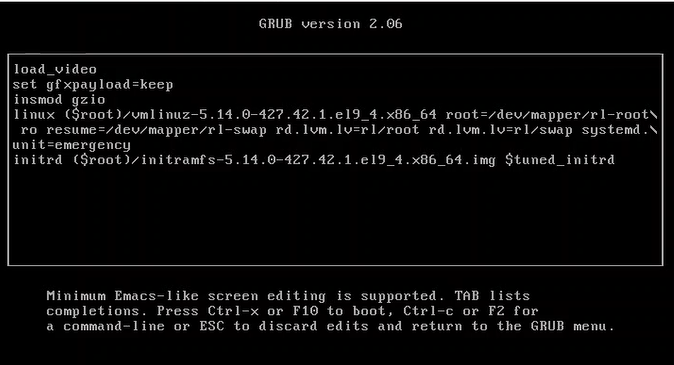 GRUB version 2.06
load_video
set gfxpayload=keep
insmod gzio
linux ($root)/vmlinuz-5.14.0-427.42.1.el9_4.x86_64 root=/dev/mapper/rl-root\
ro resume=/dev/mapper/rl-swap rd.lvm.lv=rl/root rd.lvm.lv=rl/swap systemd.\
unit=emergency
initrd ($root)/initramfs-5.14.0-427.42.1.el9_4.x86_64.img $tuned_initrd
Minimum Emacs-like screen editing is supported. TAB lists
completions. Press Ctrl-x or F10 to boot, Ctrl-c or F2 for
a command-line or ESC to discard edits and return to the GRUB menu.